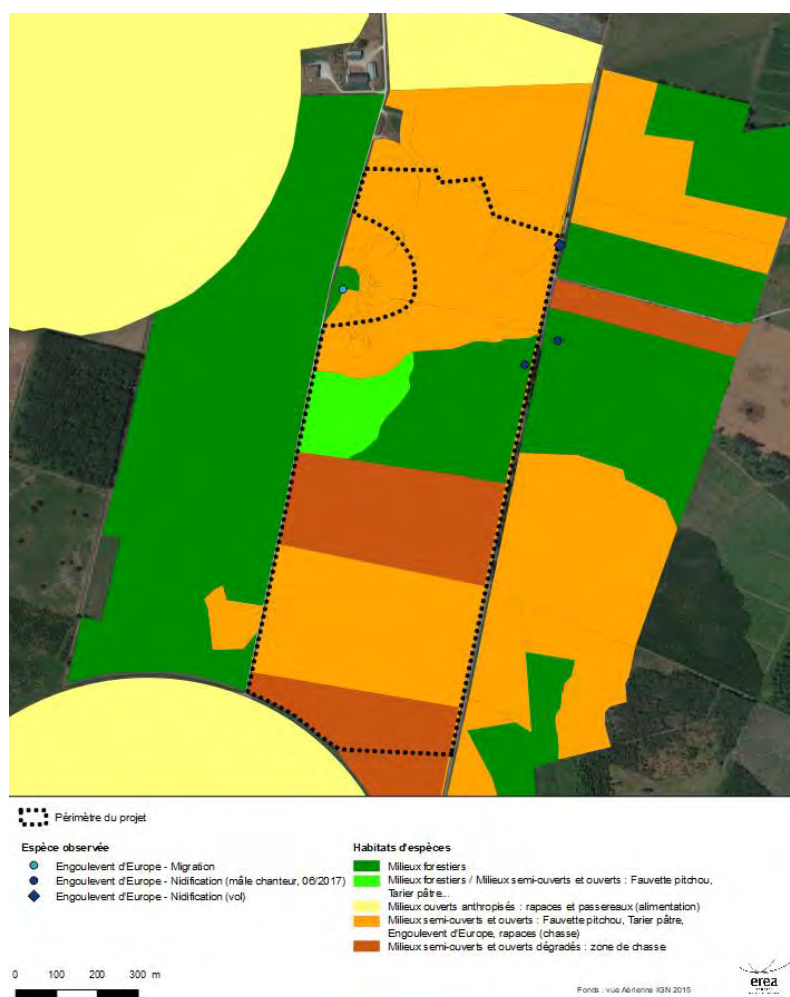 Périmètre du projet
Espèce observée
Engoulevent d'Europe - Migration
Engoulevent d'Europe - Nidification (mâle chanteur, 06/2017)
Engoulevent d'Europe - Nidification (vol)
Habitats d'espèces
Milieux forestiers
Milieux forestiers / Milieux semi-ouverts et ouverts : Fauvette pitchou,
Tarier pâtre...
Milieux ouverts anthropisés : rapaces et passereaux (alimentation)
Milieux semi-ouverts et ouverts : Fauvette pitchou, Tarier pâtre,
Engoulevent d'Europe, rapaces (chasse)
Milieux semi-ouverts et ouverts dégradés : zone de chasse
0 100 200 300 m
Fonds : vue Aérienne IGN 2015
erea